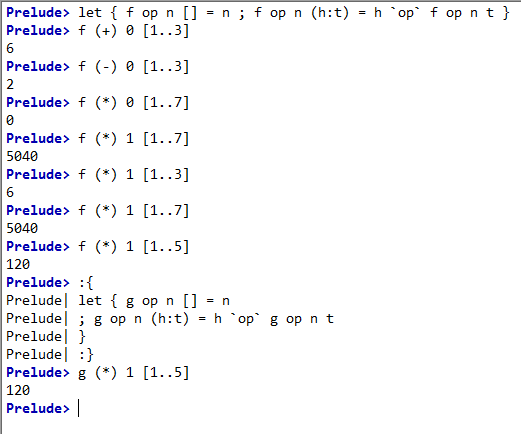 Prelude> let { f op n [] = n ; f op n (h:t) = h `op` f op n t }
Prelude> f (+) 0 [1..3]
6
Prelude> f (-) 0 [1..3]
2
Prelude> f (*) 0 [1..7]
0
Prelude> f (*) 1 [1..7]
5040
Prelude> f (*) 1 [1..3]
6
Prelude> f (*) 1 [1..7]
5040
Prelude> f (*) 1 [1..5]
120
Prelude> :{
Prelude| let { g op n [] = n
Prelude| ; g op n (h:t) = h `op` g op n t
Prelude| }
Prelude| :}
Prelude> g (*) 1 [1..5]
120
Prelude>